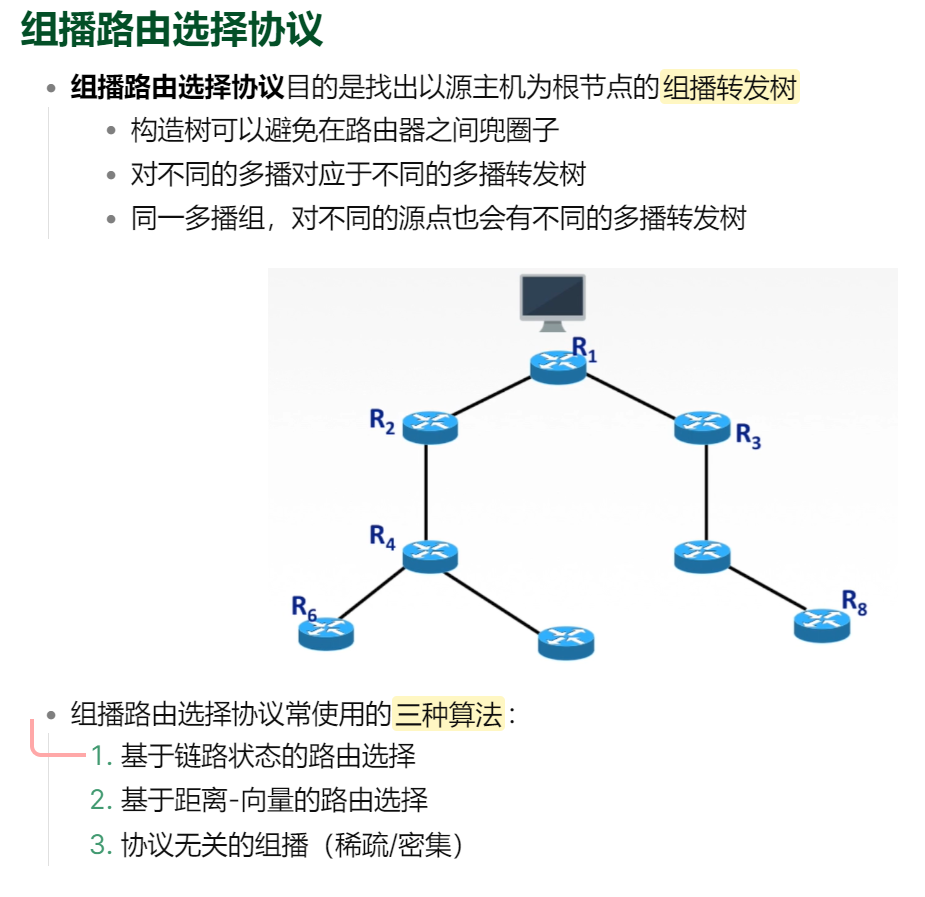 组播路由选择协议
组播路由选择协议目的是找出以源主机为根节点的组播转发树
构造树可以避免在路由器之间兜圈子
对不同的多播对应于不同的多播转发树
同一多播组，对不同的源点也会有不同的多播转发树
R1
R2
R3
R4
R6
R8
组播路由选择协议常使用的三种算法：
1. 基于链路状态的路由选择
2. 基于距离-向量的路由选择
3. 协议无关的组播（稀疏/密集）